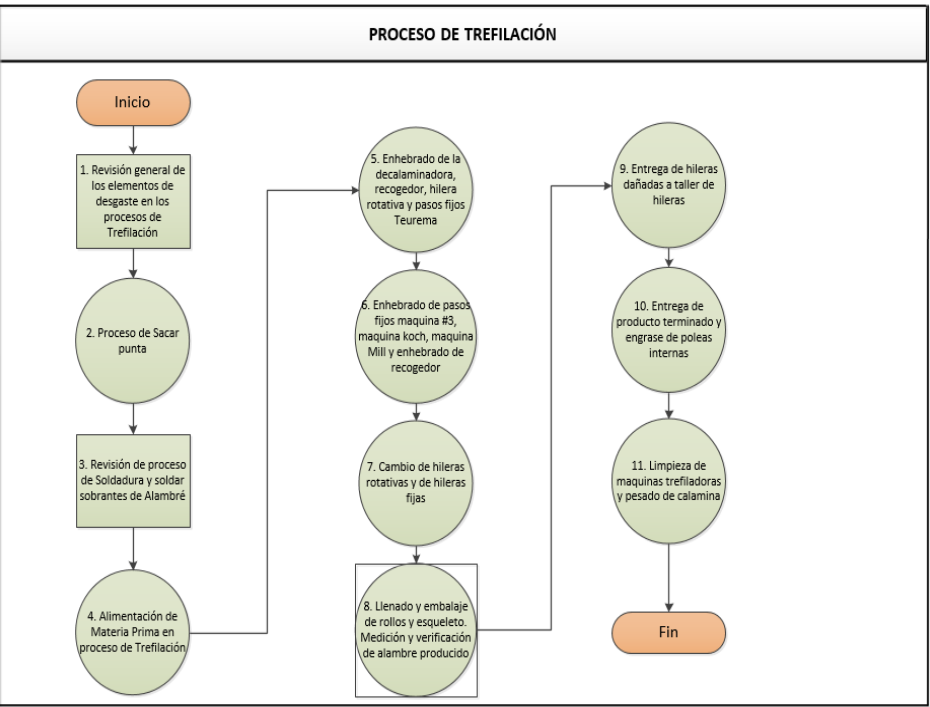 PROCESO DE TREFILACIÓN
Inicio
1. Revisión general de
los elementos de
desgaste en los
procesos de
Trefilación
2. Proceso de Sacar
punta
3. Revisión de proceso
de Soldadura y soldar
sobrantes de Alambré
4. Alimentación de
Materia Prima en
proceso de Trefilación
5. Enhebrado de la
decalaminadora,
recogedor, hilera
rotativa y pasos fijos
Teurema
6. Enhebrado de pasos
fijos maquina #3,
maquina koch, maquina
Mill y enhebrado de
recogedor
7. Cambio de hileras
rotativas y de hileras
fijas
8. Llenado y embalaje
de rollos y esqueleto.
Medición y verificación
de alambre producido
9. Entrega de hileras
dañadas a taller de
hileras
10. Entrega de
producto terminado y
engrase de poleas
internas
11. Limpieza de
maquinas trefiladoras
y pesado de calamina
Fin